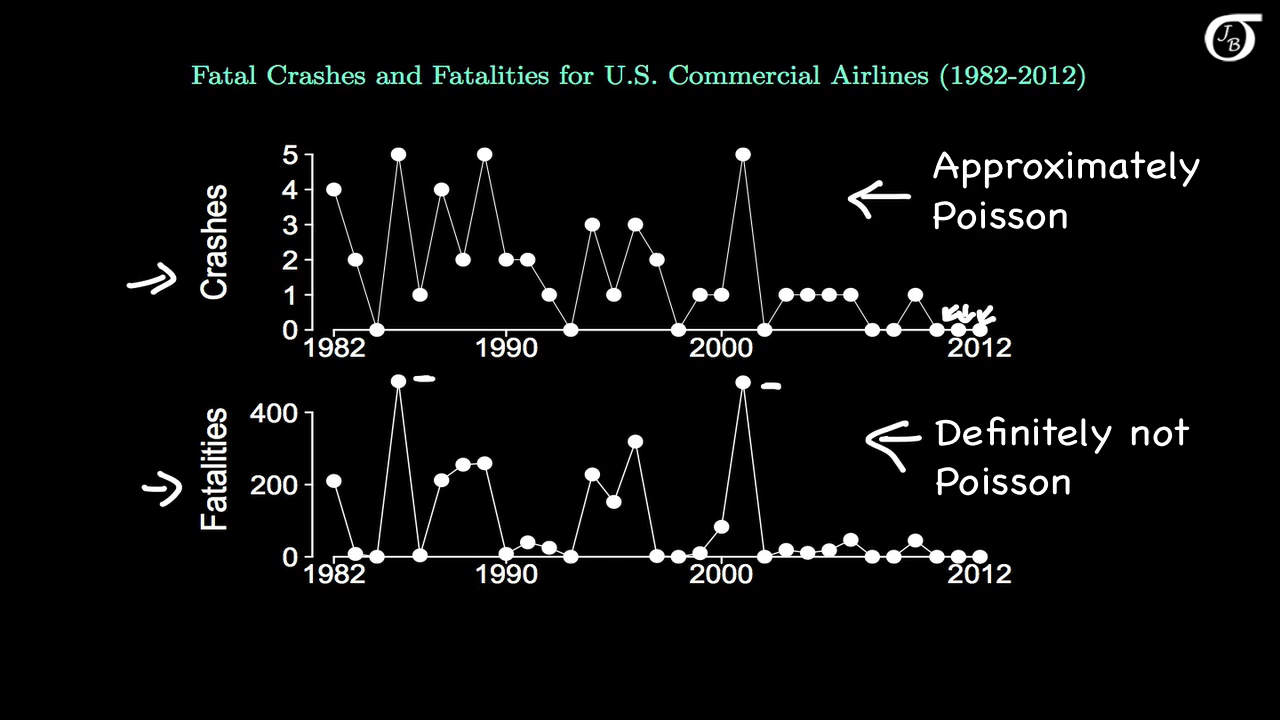 JB
Fatal Crashes and Fatalities for U.S. Commercial Airlines (1982-2012)
Crashes
5
4
3
2
1
0
1982 1990 2000 2012
Approximately
Poisson
Fatalities
400
200
0
1982 1990 2000 2012
Definitely not
Poisson